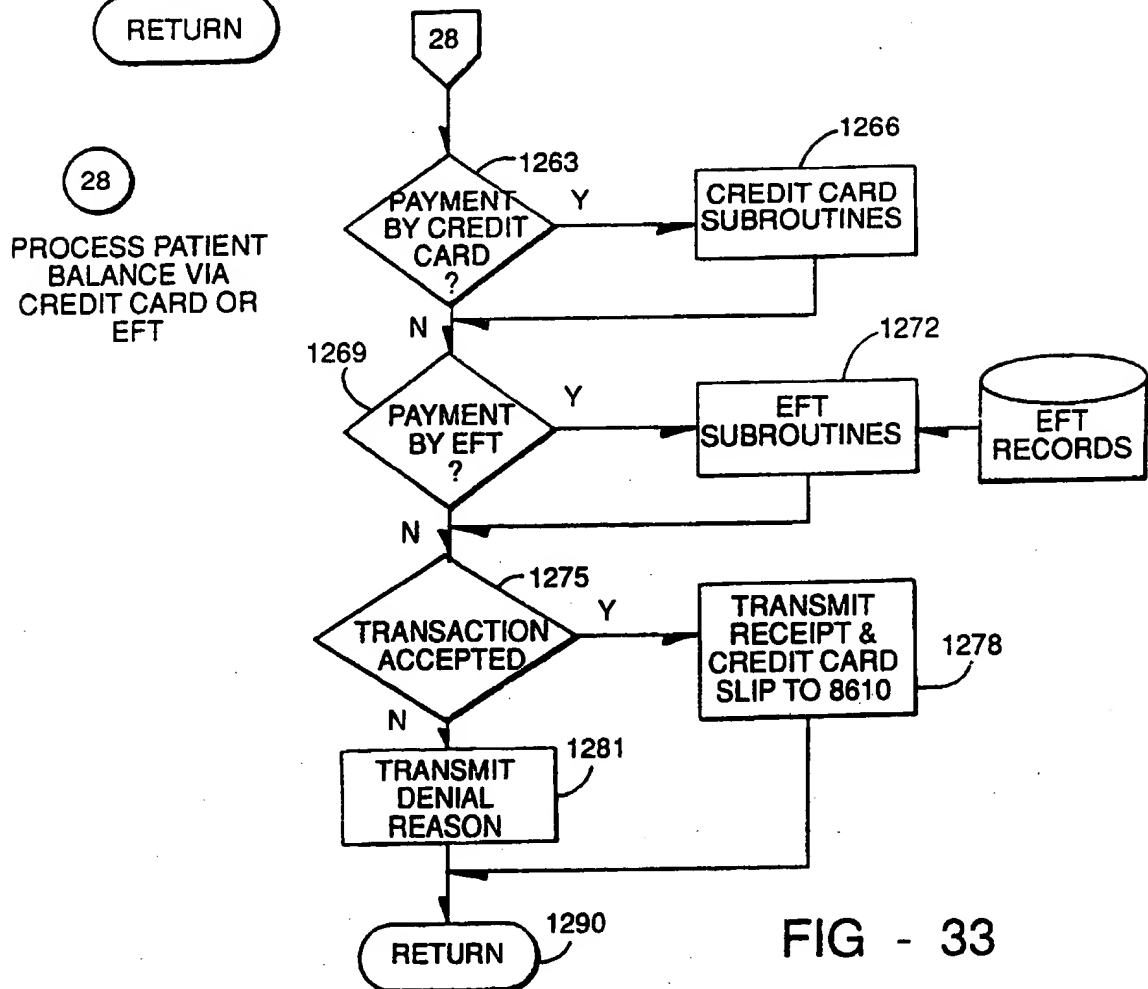 RETURN
28
28
PROCESS PATIENT
BALANCE VIA
CREDIT CARD OR
EFT
1263
PAYMENT
BY CREDIT
CARD
?
Y
N
1266
CREDIT CARD
SUBROUTINES
1269
PAYMENT
BY EFT
?
Y
N
1272
EFT
SUBROUTINES
EFT
RECORDS
1275
TRANSACTION
ACCEPTED
Y
N
TRANSMIT
RECEIPT &
CREDIT CARD
SLIP TO 8610
1278
1281
TRANSMIT
DENIAL
REASON
RETURN
1290
FIG - 33